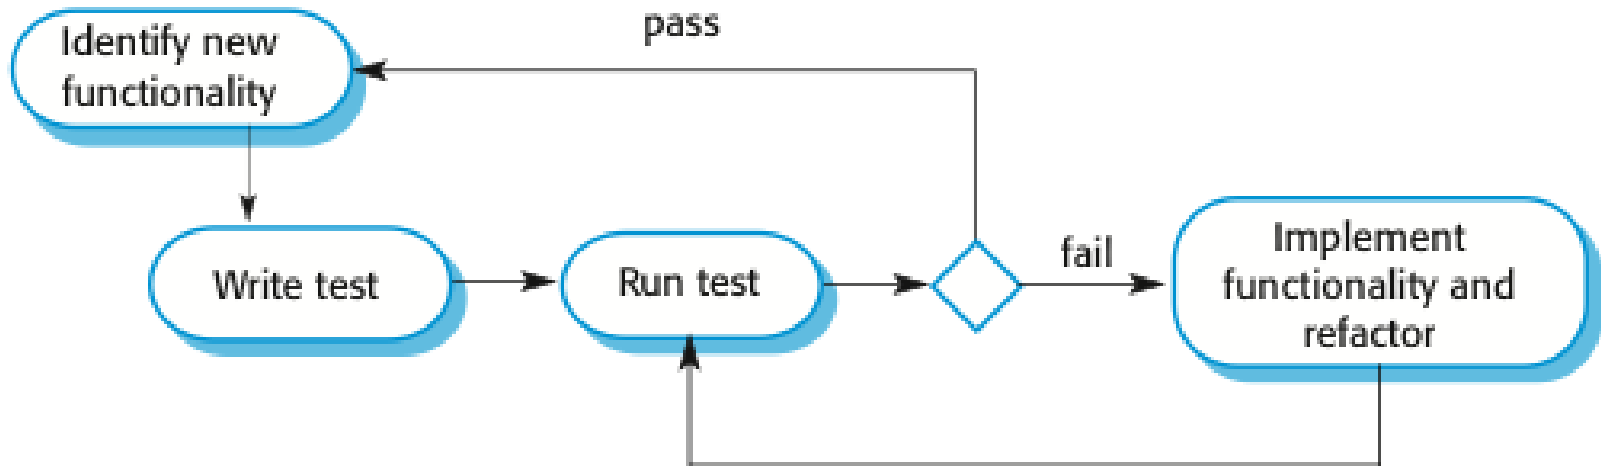 pass
Identify new
functionality
Write test
Run test
fail
Implement
functionality and
refactor